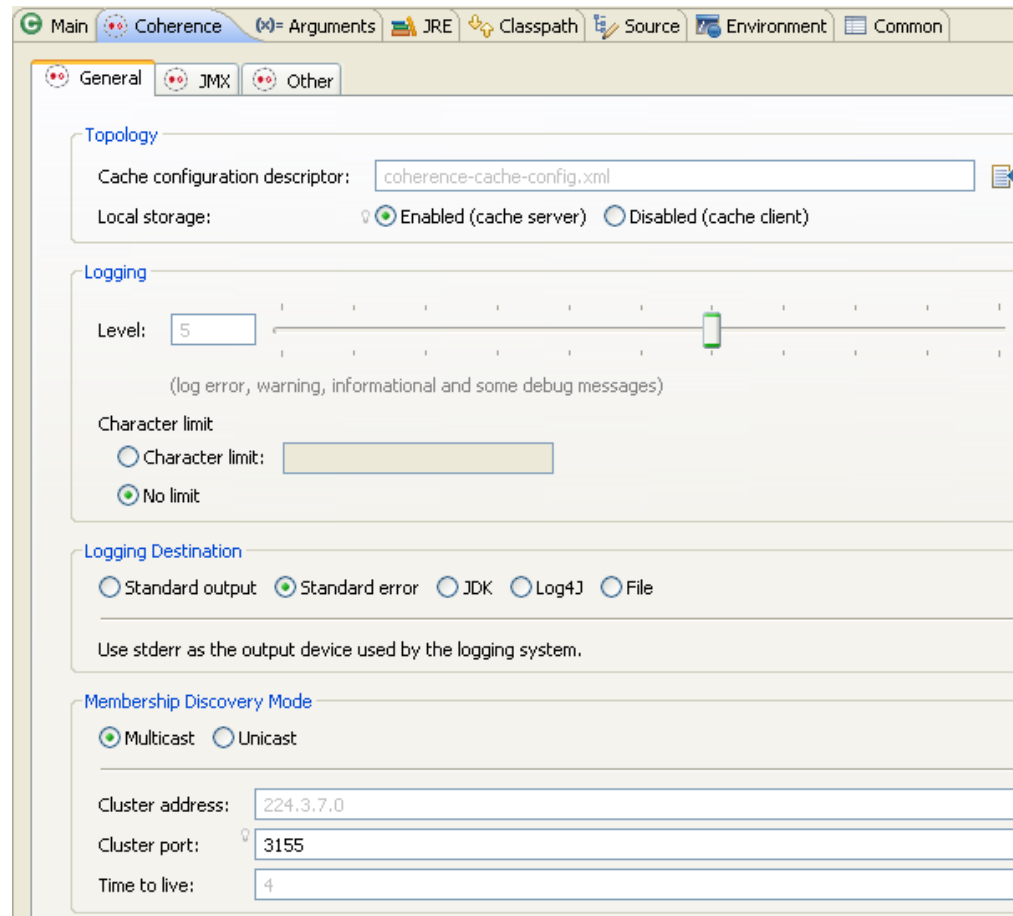 Main Coherence (x)= Arguments JRE Classpath Source Environment Common
General JMX Other
Topology
Cache configuration descriptor: coherence-cache-config.xml
Local storage: Enabled (cache server) Disabled (cache client)
Logging
Level: 5
(log error, warning, informational and some debug messages)
Character limit
Character limit:
No limit
Logging Destination
Standard output Standard error JDK Log4J File
Use stderr as the output device used by the logging system.
Membership Discovery Mode
Multicast Unicast
Cluster address: 224.3.7.0
Cluster port: 3155
Time to live: 4